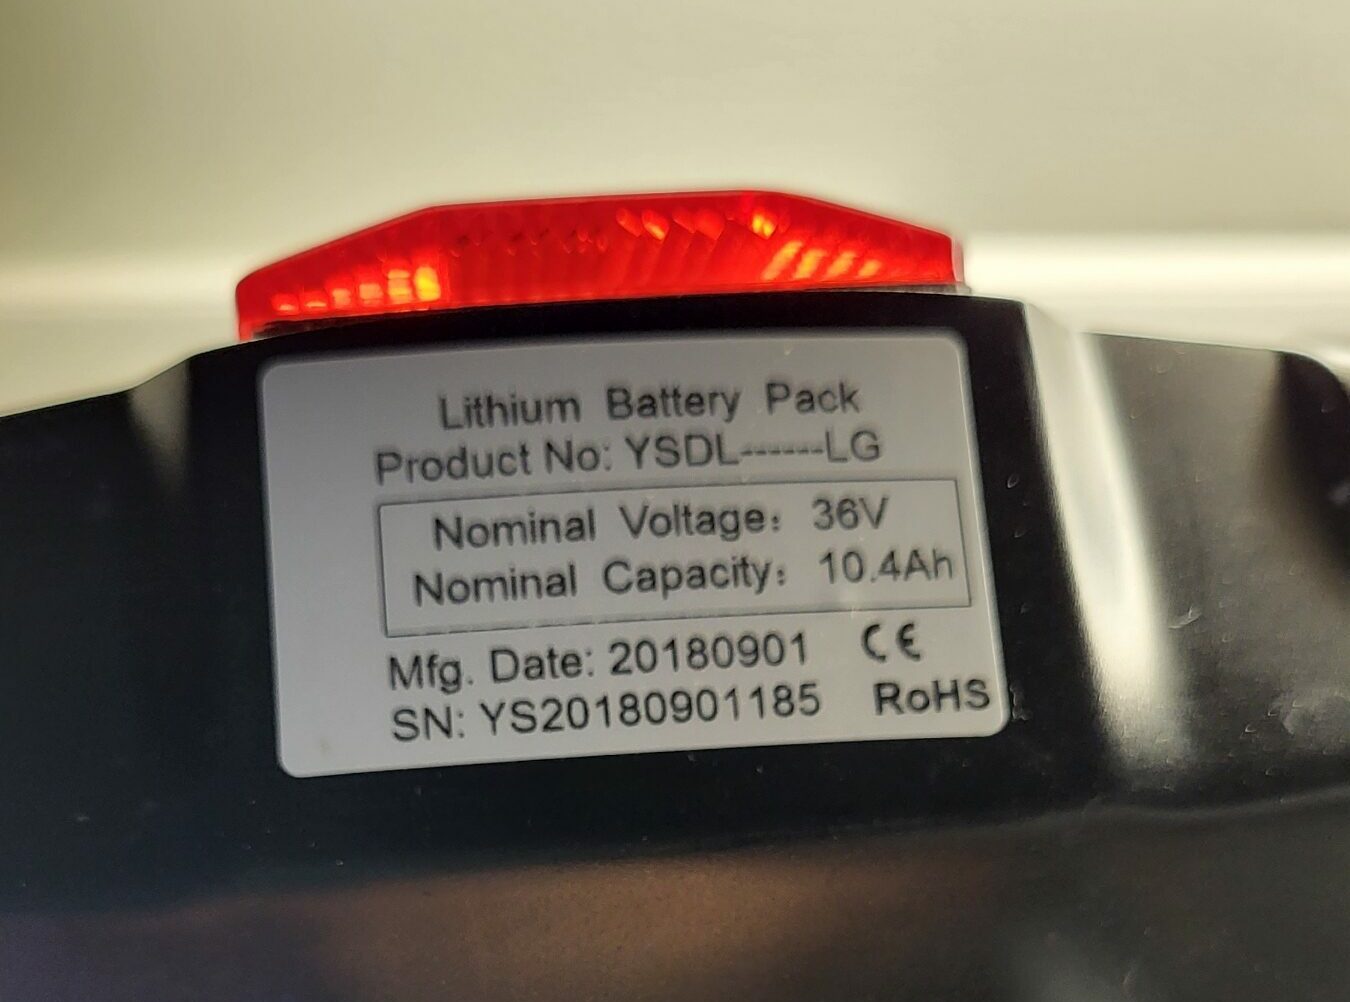 Lithium Battery Pack
Product No: YSDL------LG
Nominal Voltage: 36V
Nominal Capacity: 10.4Ah
Mfg. Date: 20180901 CE
SN: YS20180901185 RoHS